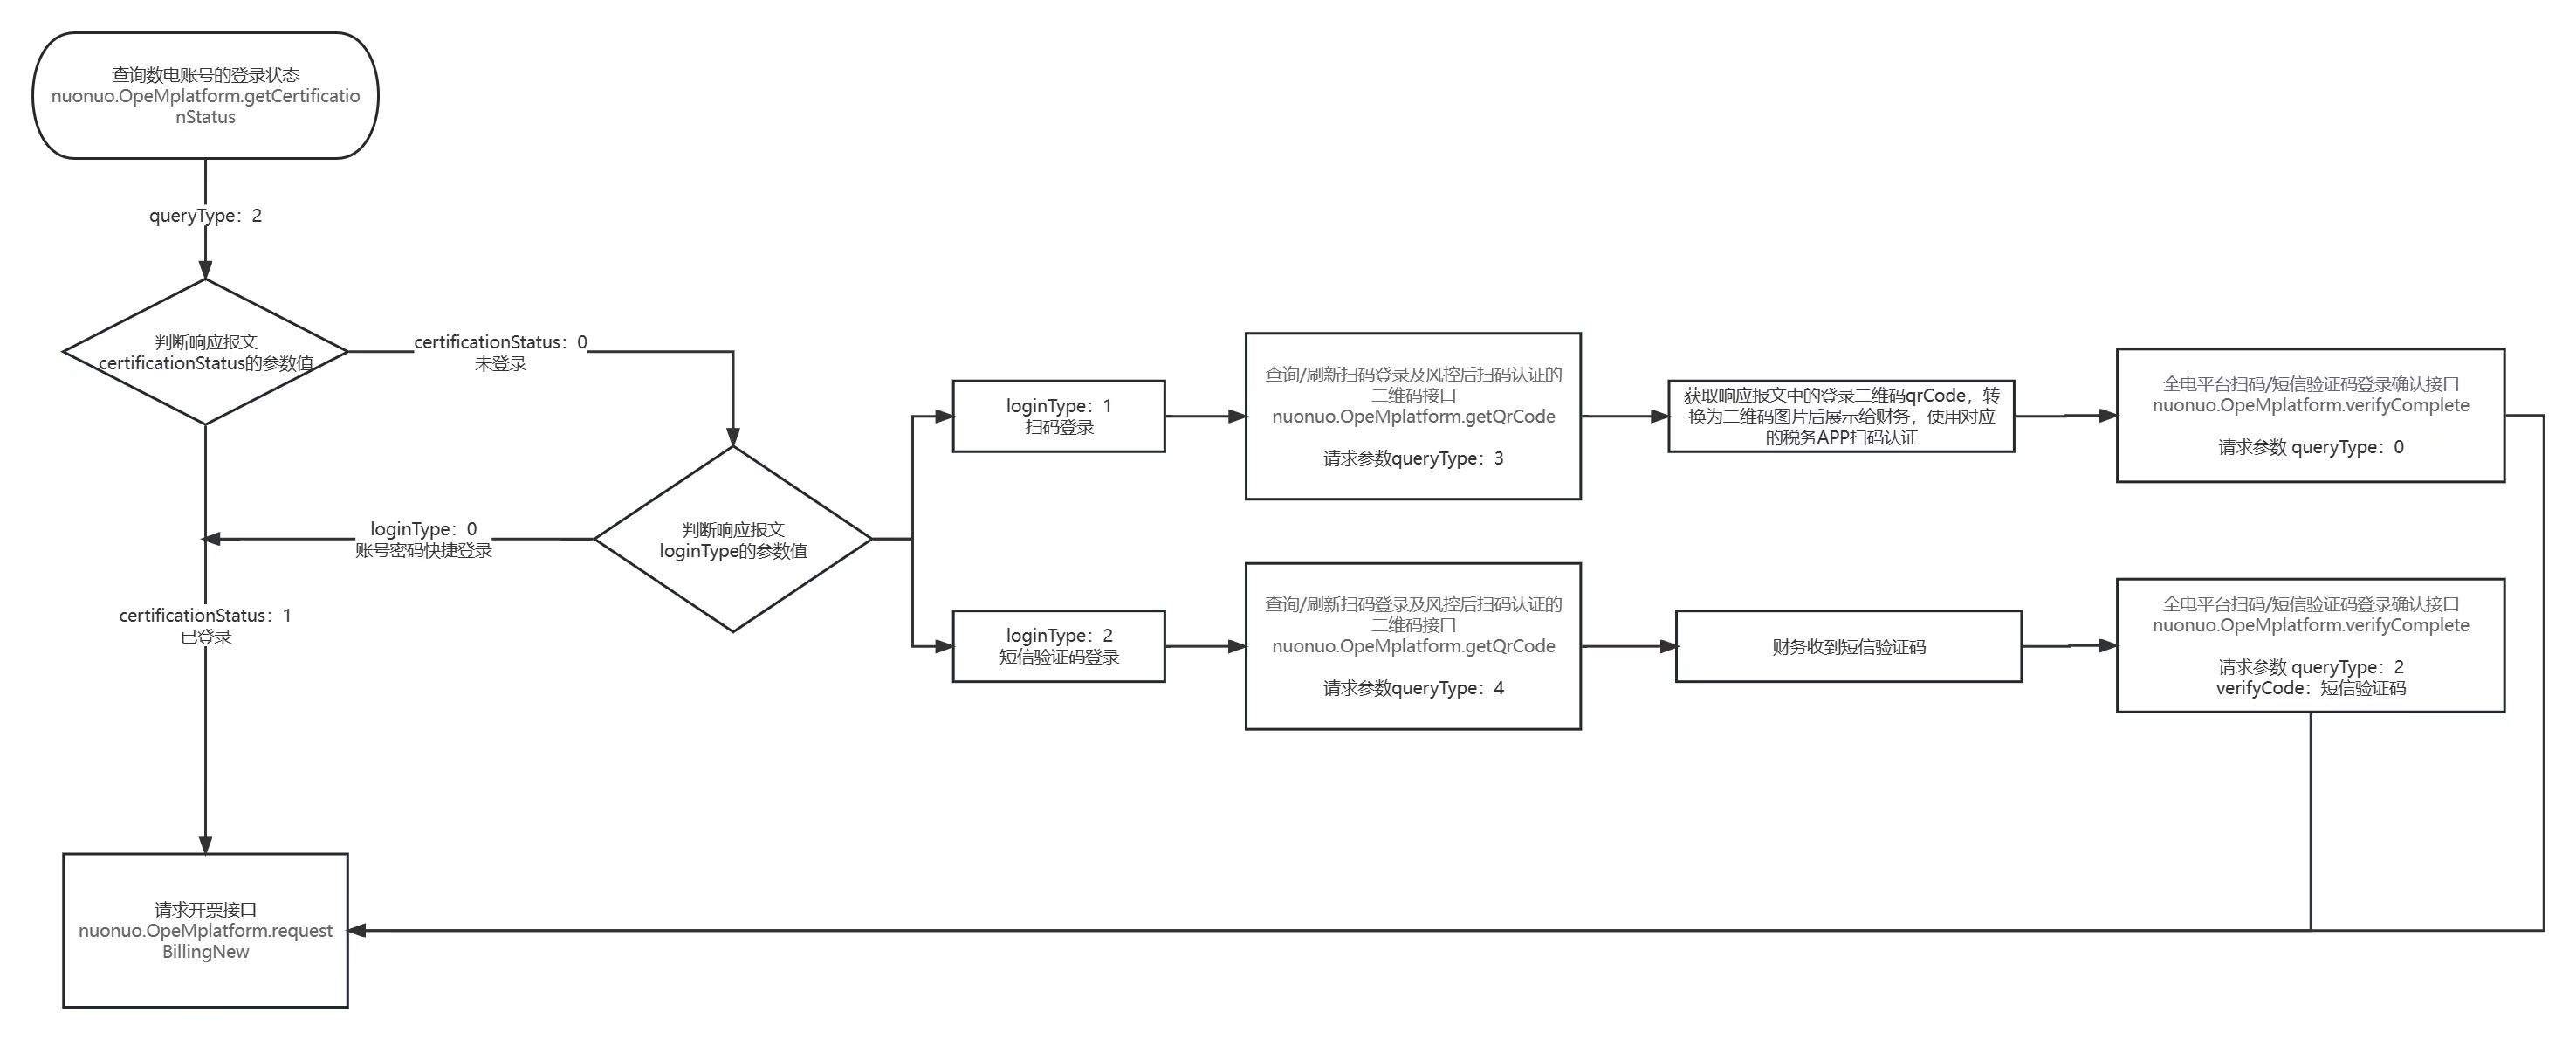 查询数电账号的登录状态
nuonuo.OpeMplatform.getCertificatio
nStatus
queryType：2
判断响应报文
certificationStatus的参数值
certificationStatus：0
未登录
判断响应报文
loginType的参数值
loginType：0
账号密码快捷登录
certificationStatus：1
已登录
loginType：1
扫码登录
查询/刷新扫码登录及风控后扫码认证的
二维码接口
nuonuo.OpeMplatform.getQrCode
请求参数queryType：3
获取响应报文中的登录二维码qrCode，转
换为二维码图片后展示给财务，使用对应
的税务APP扫码认证
全电平台扫码/短信验证码登录确认接口
nuonuo.OpeMplatform.verifyComplete
请求参数 queryType：0
loginType：2
短信验证码登录
查询/刷新扫码登录及风控后扫码认证的
二维码接口
nuonuo.OpeMplatform.getQrCode
请求参数queryType：4
财务收到短信验证码
全电平台扫码/短信验证码登录确认接口
nuonuo.OpeMplatform.verifyComplete
请求参数 queryType：2
verifyCode：短信验证码
请求开票接口
nuonuo.OpeMplatform.request
BillingNew